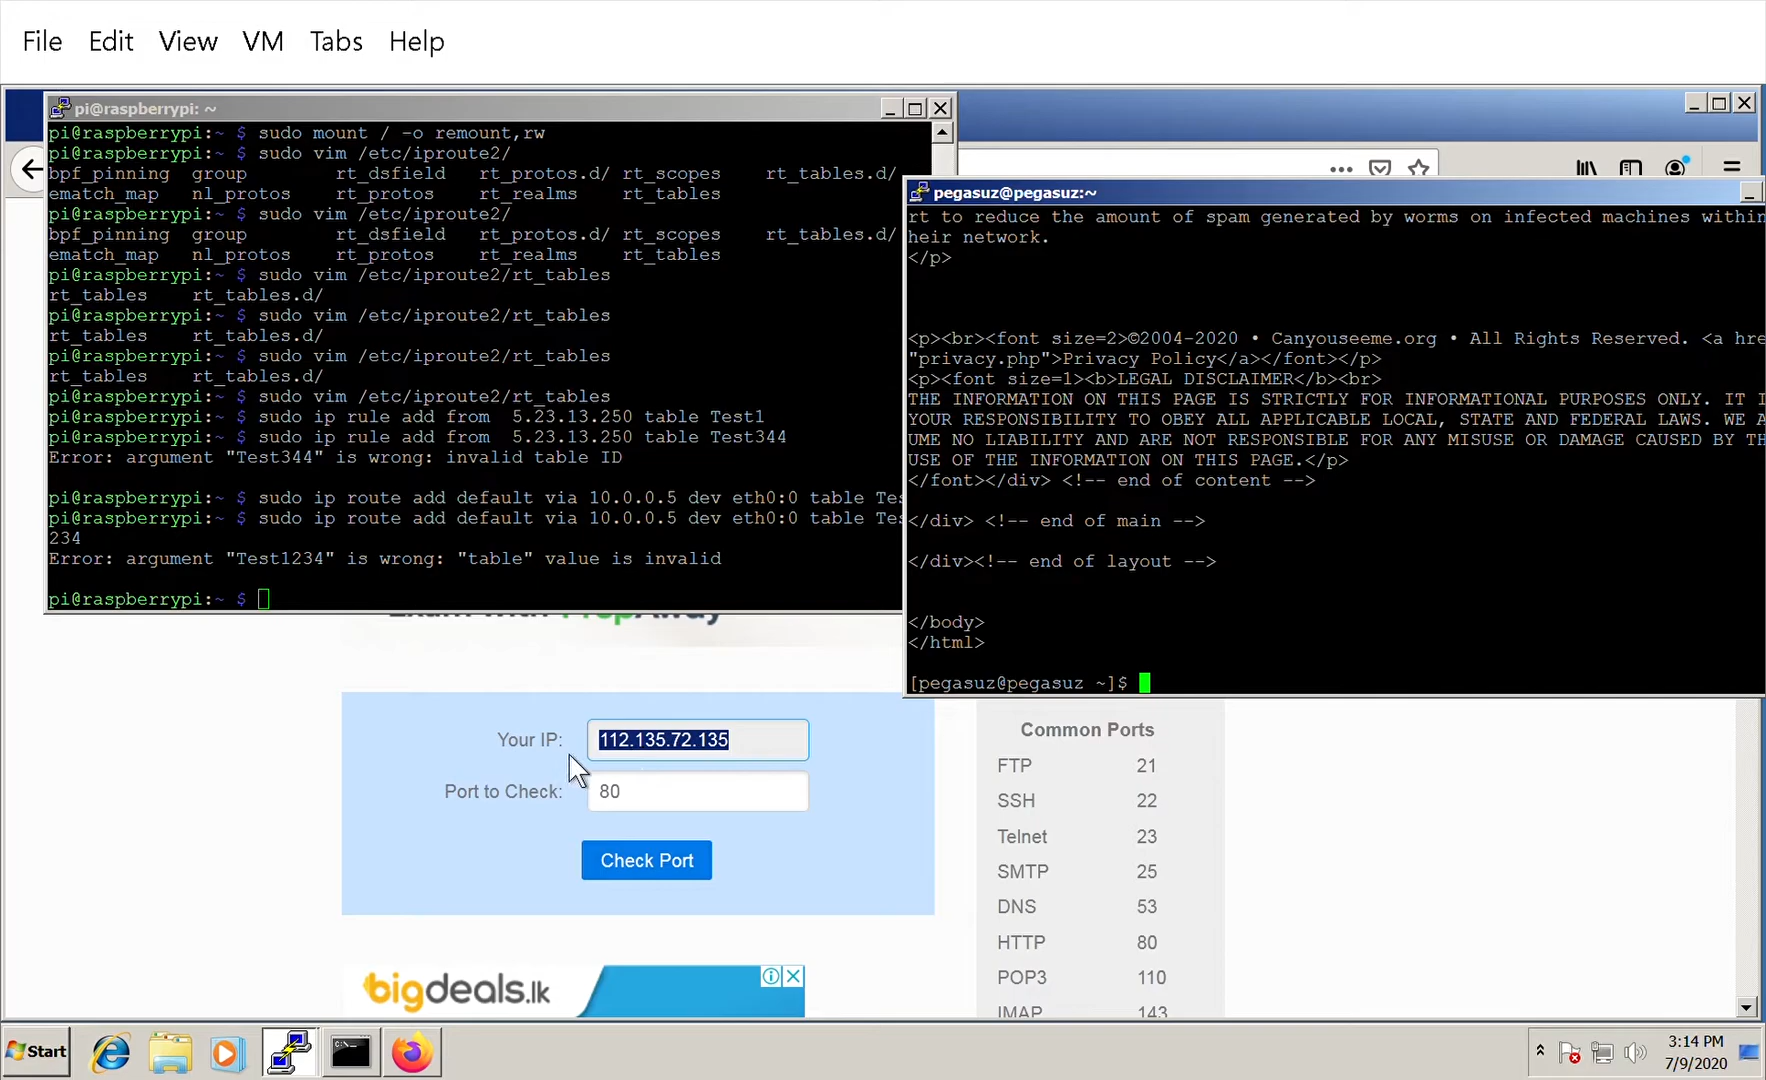 File Edit View VM Tabs Help
pi@raspberrypi: ~
pi@raspberrypi:~ $ sudo mount / -o remount,rw
pi@raspberrypi:~ $ sudo vim /etc/iproute2/
bpf_pinning group rt_dsfield rt_protos.d/ rt_scopes rt_tables.d/
ematch_map nl_protos rt_protos rt_realms rt_tables
pi@raspberrypi:~ $ sudo vim /etc/iproute2/
bpf_pinning group rt_dsfield rt_protos.d/ rt_scopes rt_tables.d/
ematch_map nl_protos rt_protos rt_realms rt_tables
pi@raspberrypi:~ $ sudo vim /etc/iproute2/rt_tables
rt_tables rt_tables.d/
pi@raspberrypi:~ $ sudo vim /etc/iproute2/rt_tables
rt_tables rt_tables.d/
pi@raspberrypi:~ $ sudo vim /etc/iproute2/rt_tables
rt_tables rt_tables.d/
pi@raspberrypi:~ $ sudo vim /etc/iproute2/rt_tables
pi@raspberrypi:~ $ sudo ip rule add from 5.23.13.250 table Test1
pi@raspberrypi:~ $ sudo ip rule add from 5.23.13.250 table Test344
Error: argument "Test344" is wrong: invalid table ID
pi@raspberrypi:~ $ sudo ip route add default via 10.0.0.5 dev eth0:0 table Tes
pi@raspberrypi:~ $ sudo ip route add default via 10.0.0.5 dev eth0:0 table Tes
234
Error: argument "Test1234" is wrong: "table" value is invalid
pi@raspberrypi:~ $
pegasuz@pegasuz:~
rt to reduce the amount of spam generated by worms on infected machines within
heir network.
</p>
<p><br><font size=2>©2004-2020 • Canyouseeme.org • All Rights Reserved. <a hre
"privacy.php">Privacy Policy</a></font></p>
<p><font size=1><b>LEGAL DISCLAIMER</b><br>
THE INFORMATION ON THIS PAGE IS STRICTLY FOR INFORMATIONAL PURPOSES ONLY. IT I
YOUR RESPONSIBILITY TO OBEY ALL APPLICABLE LOCAL, STATE AND FEDERAL LAWS. WE A
UME NO LIABILITY AND ARE NOT RESPONSIBLE FOR ANY MISUSE OR DAMAGE CAUSED BY TH
USE OF THE INFORMATION ON THIS PAGE.</p>
</font></div> <!-- end of content -->
</div> <!-- end of main -->
</div><!-- end of layout -->
</body>
</html>
[pegasuz@pegasuz ~]$
Your IP: 112.135.72.135
Port to Check: 80
Check Port
Common Ports
FTP 21
SSH 22
Telnet 23
SMTP 25
DNS 53
HTTP 80
POP3 110
IMAP 143
bigdeals.lk
Start
3:14 PM
7/9/2020